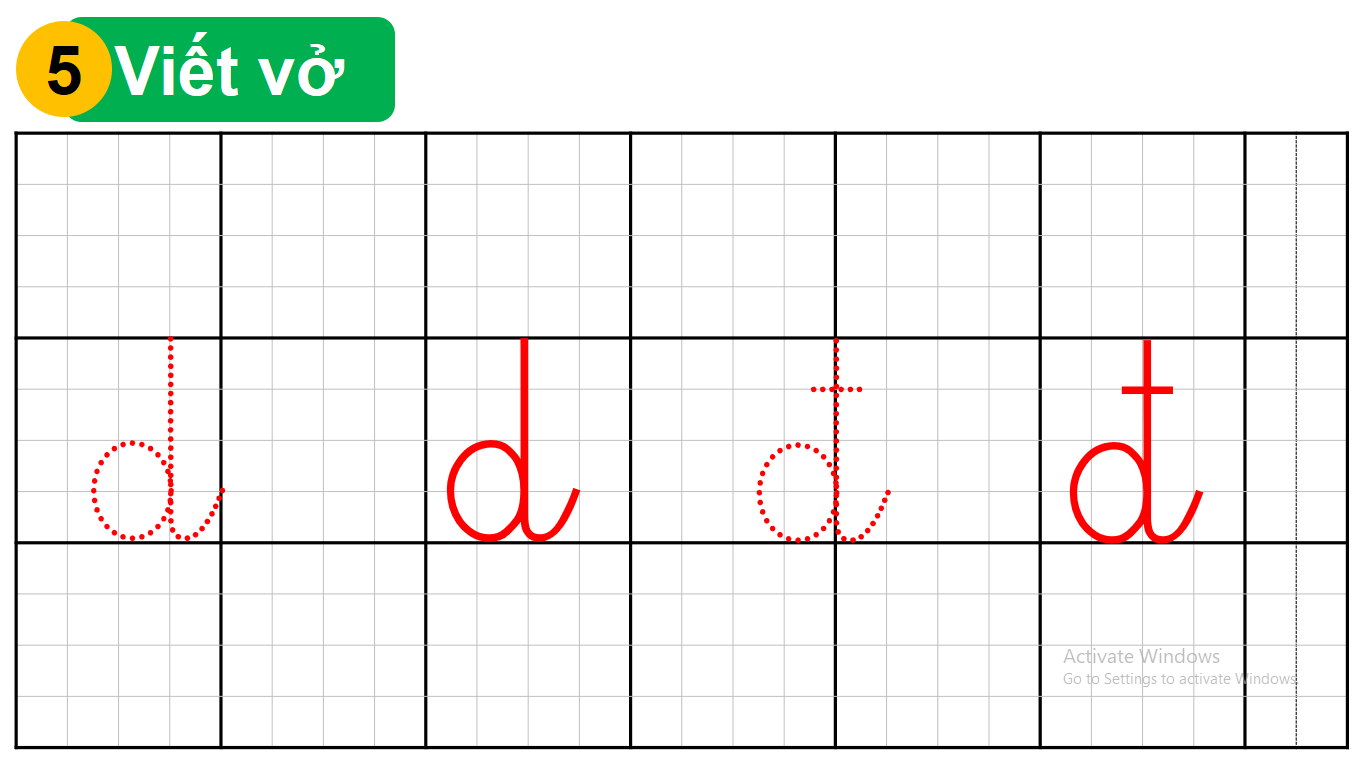 5 Viết vở
d d đ đ
Activate Windows
Go to Settings to activate Windows